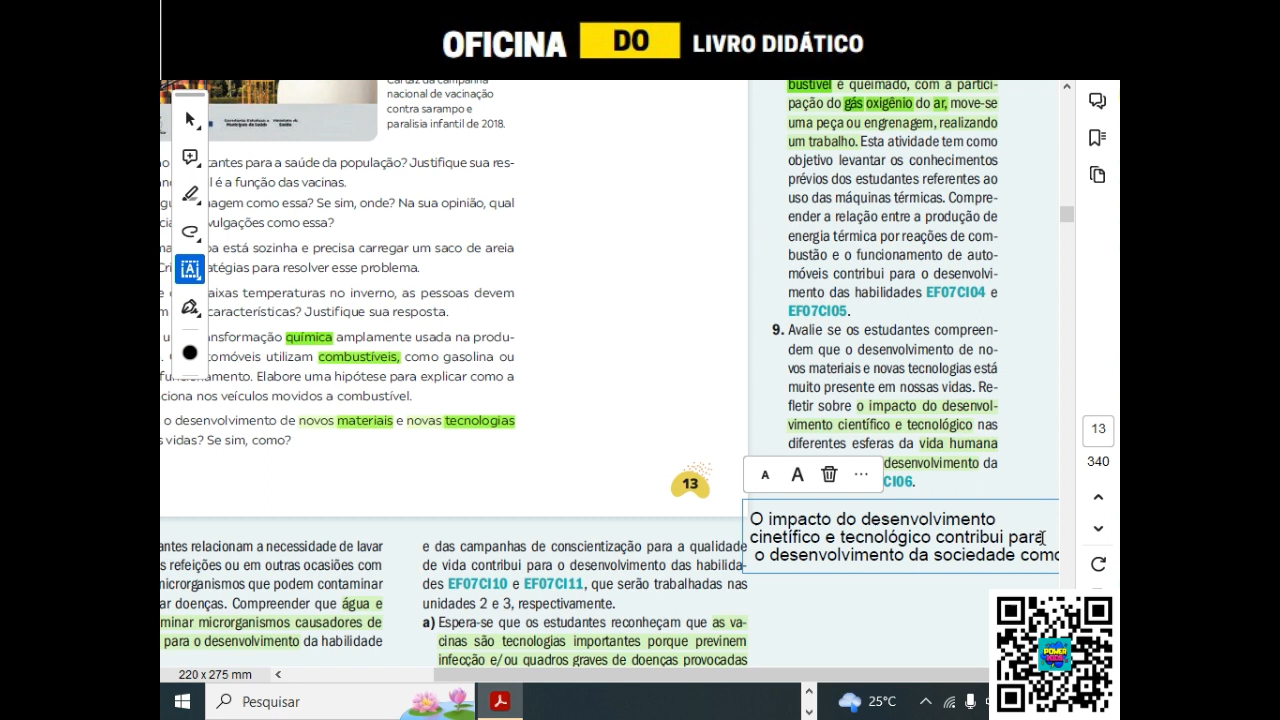 OFICINA DO LIVRO DIDÁTICO
nacional de vacinação
contra sarampo e
paralisia infantil de 2018.
tantes para a saúde da população? Justifique sua res-
l é a função das vacinas.
agem como essa? Se sim, onde? Na sua opinião, qual
vulgações como essa?
a está sozinha e precisa carregar um saco de areia
atégias para resolver esse problema.
aixas temperaturas no inverno, as pessoas devem
características? Justifique sua resposta.
ansformação química amplamente usada na produ-
omóveis utilizam combustíveis, como gasolina ou
funcionamento. Elabore uma hipótese para explicar como a
ciona nos veículos movidos a combustível.
o desenvolvimento de novos materiais e novas tecnologias
s vidas? Se sim, como?
13
bustível é queimado, com a partici-
pação do gás oxigênio do ar, move-se
uma peça ou engrenagem, realizando
um trabalho. Esta atividade tem como
objetivo levantar os conhecimentos
prévios dos estudantes referentes ao
uso das máquinas térmicas. Compre-
ender a relação entre a produção de
energia térmica por reações de com-
bustão e o funcionamento de auto-
móveis contribui para o desenvolvi-
mento das habilidades EF07CI04 e
EF07CI05.
9. Avalie se os estudantes compreen-
dem que o desenvolvimento de no-
vos materiais e novas tecnologias está
muito presente em nossas vidas. Re-
fletir sobre o impacto do desenvol-
vimento científico e tecnológico nas
diferentes esferas da vida humana
desenvolvimento da
CI06.
A A ...
O impacto do desenvolvimento
cinetífico e tecnológico contribui para
o desenvolvimento da sociedade como
antes relacionam a necessidade de lavar
s refeições ou em outras ocasiões com
microrganismos que podem contaminar
ar doenças. Compreender que água e
minar microrganismos causadores de
para o desenvolvimento da habilidade
e das campanhas de conscientização para a qualidade
de vida contribui para o desenvolvimento das habilida-
des EF07CI10 e EF07CI11, que serão trabalhadas nas
unidades 2 e 3, respectivamente.
a) Espera-se que os estudantes reconheçam que as va-
cinas são tecnologias importantes porque previnem
infecção e/ou quadros graves de doenças provocadas
13
340
220 x 275 mm
Pesquisar
25°C
POWER